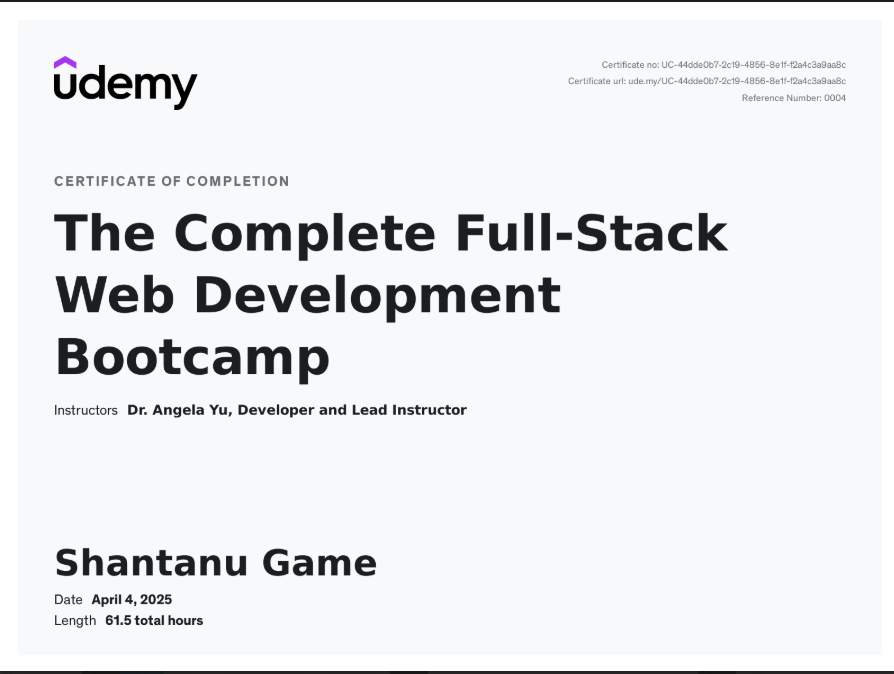 udemy
Certificate no: UC-44dde0b7-2c19-4856-8e1f-f2a4c3a9aa8c
Certificate url: ude.my/UC-44dde0b7-2c19-4856-8e1f-f2a4c3a9aa8c
Reference Number: 0004
CERTIFICATE OF COMPLETION
The Complete Full-Stack
Web Development
Bootcamp
Instructors Dr. Angela Yu, Developer and Lead Instructor
Shantanu Game
Date April 4, 2025
Length 61.5 total hours